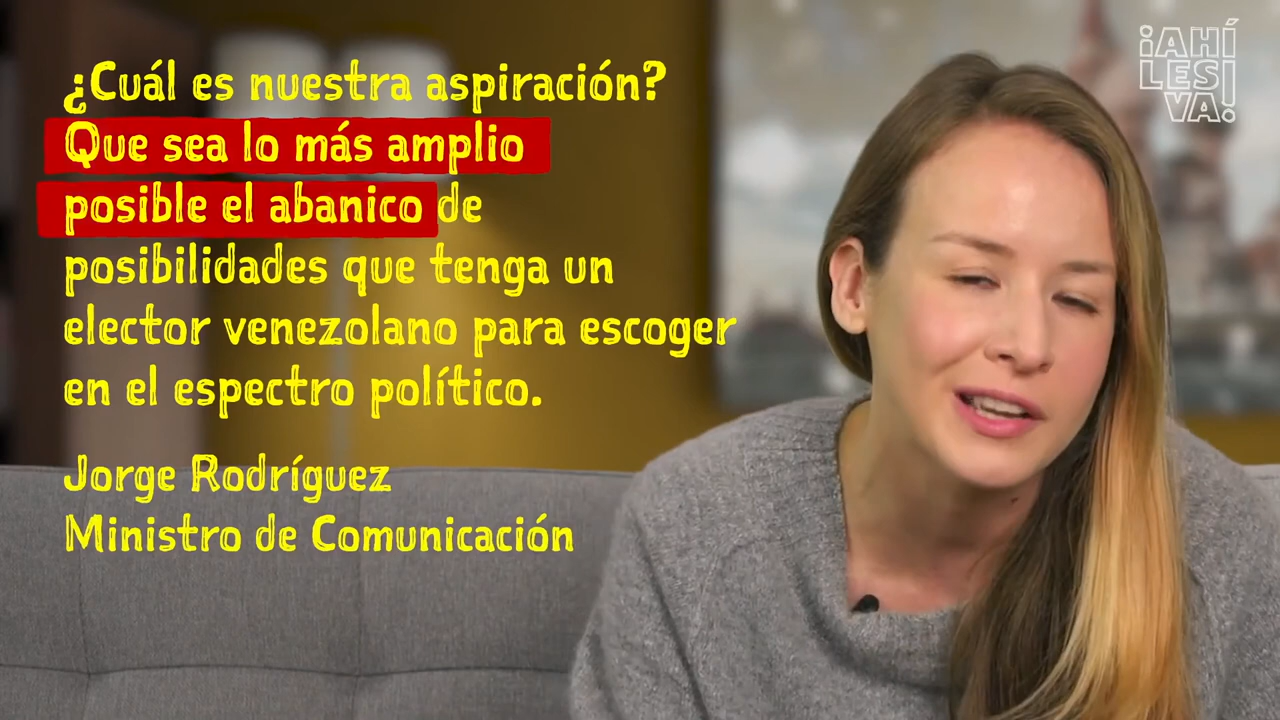 ¿Cuál es nuestra aspiración?
Que sea lo más amplio
posible el abanico de
posibilidades que tenga un
elector venezolano para escoger
en el espectro político.
Jorge Rodríguez
Ministro de Comunicación
¡AHÍ
LES
VA!